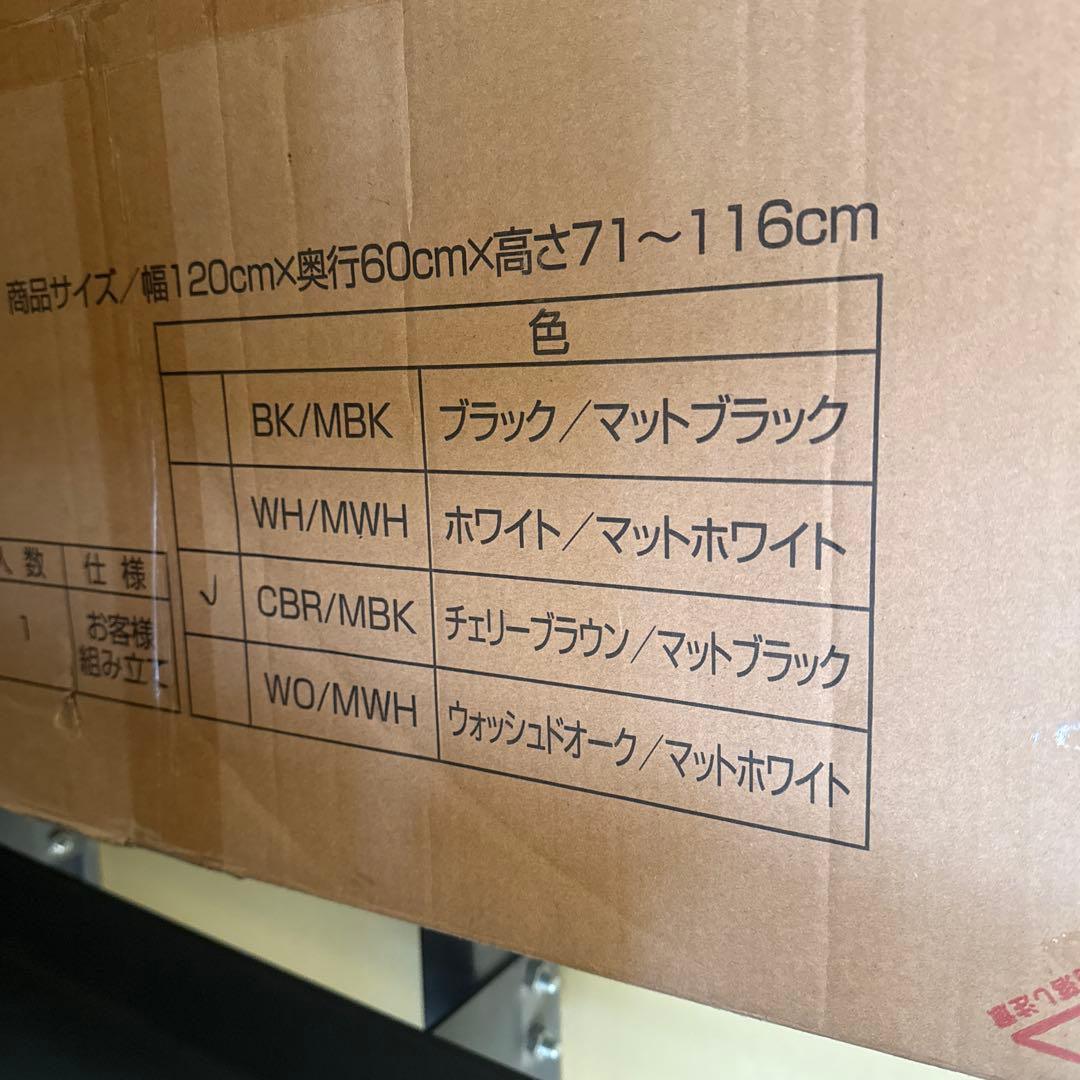 商品サイズ/幅120cm×奥行60cm×高さ71～116cm
色
BK/MBK ブラック/マットブラック
WH/MWH ホワイト/マットホワイト
✓ CBR/MBK チェリーブラウン/マットブラック
WO/MWH ウォッシュドオーク/マットホワイト
人数 仕様
1 お客様
組み立て
し注意